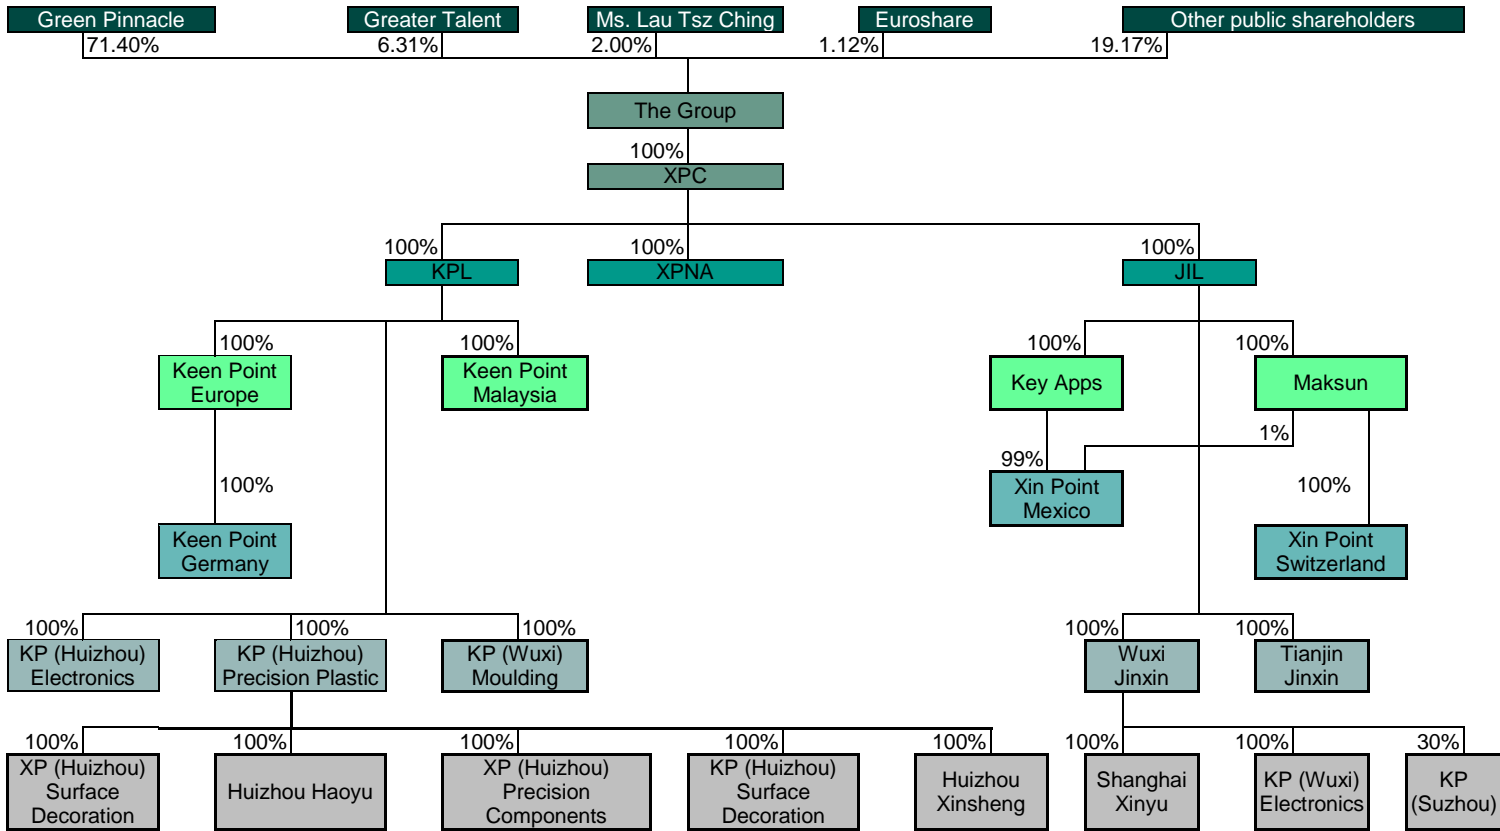 Green Pinnacle Greater Talent Ms. Lau Tsz Ching Euroshare Other public shareholders
71.40% 6.31% 2.00% 1.12% 19.17%
The Group
100%
XPC
100% 100% 100%
KPL XPNA JIL
100% 100% 100% 100%
Keen Point
Europe
Keen Point
Malaysia
Key Apps
Maksun
1%
99%
Xin Point
Mexico
100%
100%
Keen Point
Germany
Xin Point
Switzerland
100% 100% 100% 100% 100%
KP (Huizhou)
Electronics
KP (Huizhou)
Precision Plastic
KP (Wuxi)
Moulding
Wuxi
Jinxin
Tianjin
Jinxin
100% 100% 100% 100% 100% 100% 100% 30%
XP (Huizhou)
Surface
Decoration
Huizhou Haoyu
XP (Huizhou)
Precision
Components
KP (Huizhou)
Surface
Decoration
Huizhou
Xinsheng
Shanghai
Xinyu
KP (Wuxi)
Electronics
KP
(Suzhou)